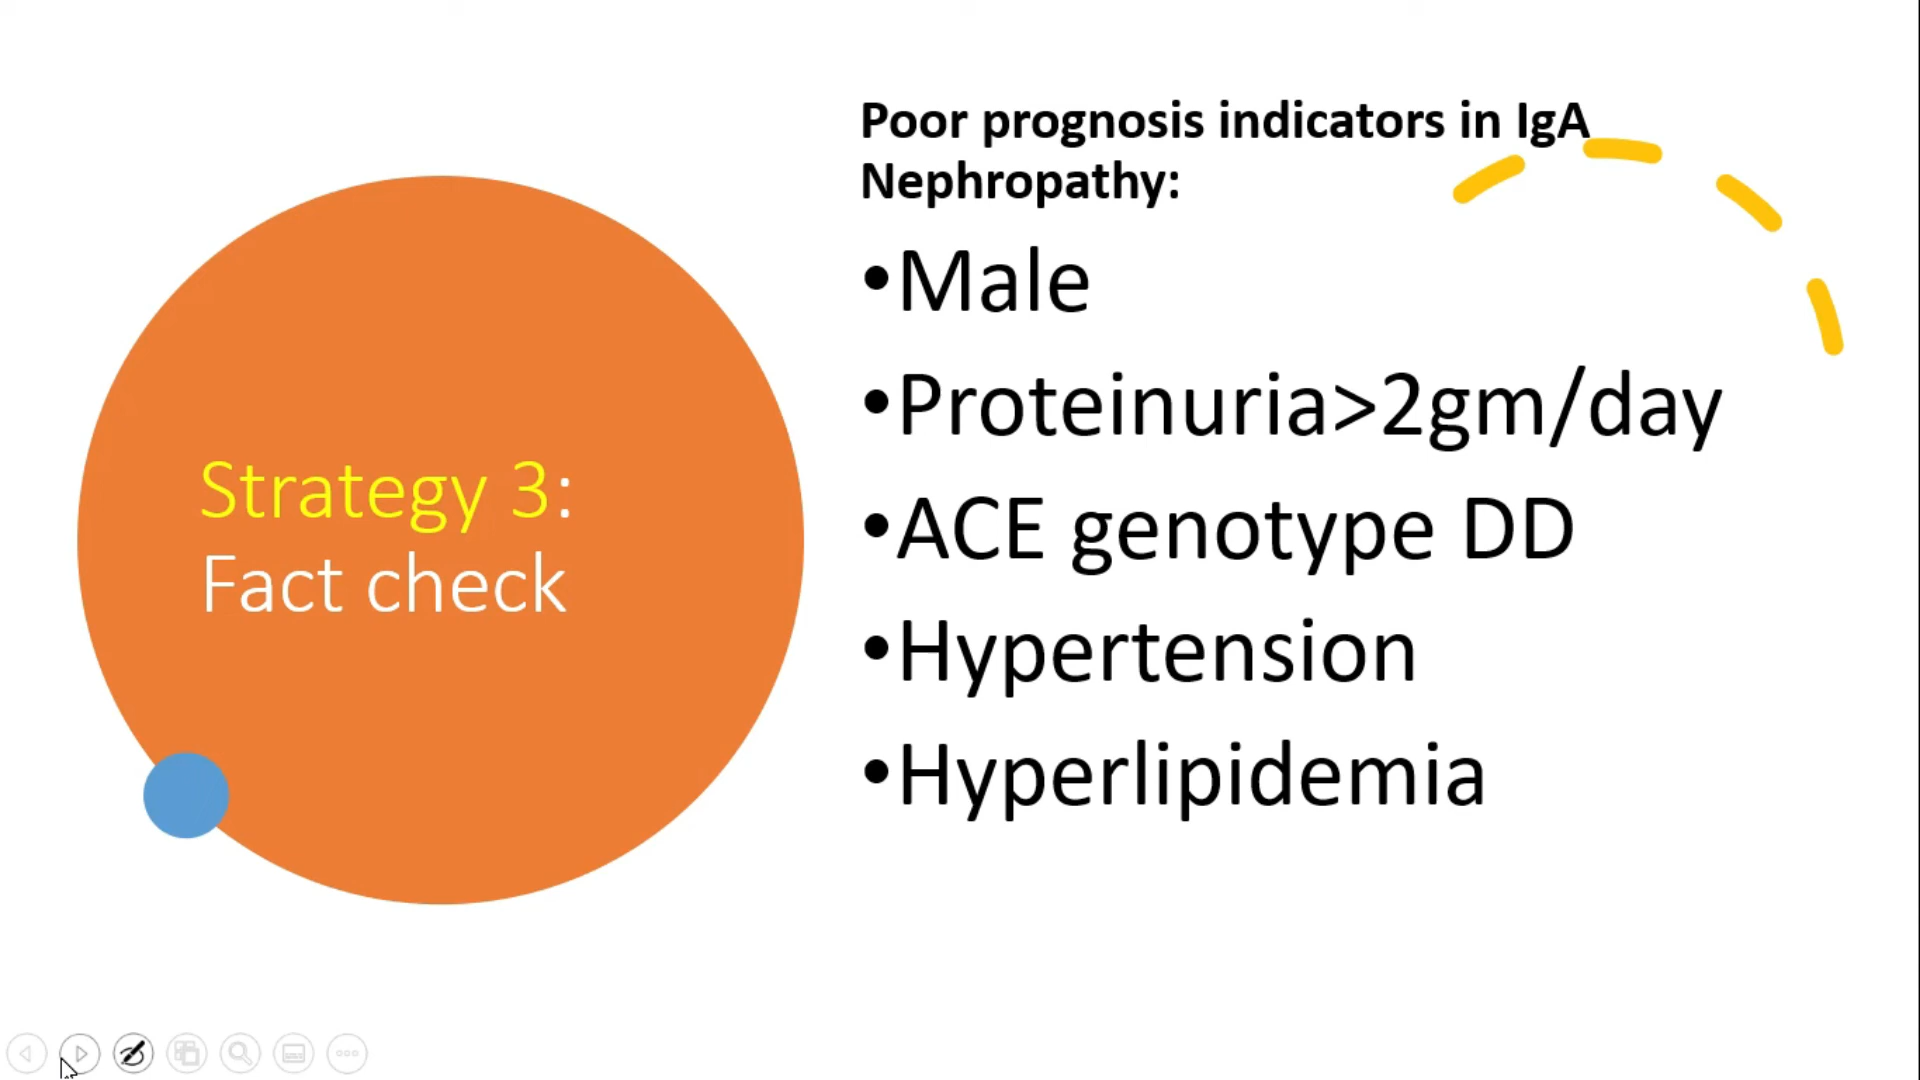 Strategy 3:
Fact check
Poor prognosis indicators in IgA
Nephropathy:
•Male
•Proteinuria>2gm/day
•ACE genotype DD
•Hypertension
•Hyperlipidemia